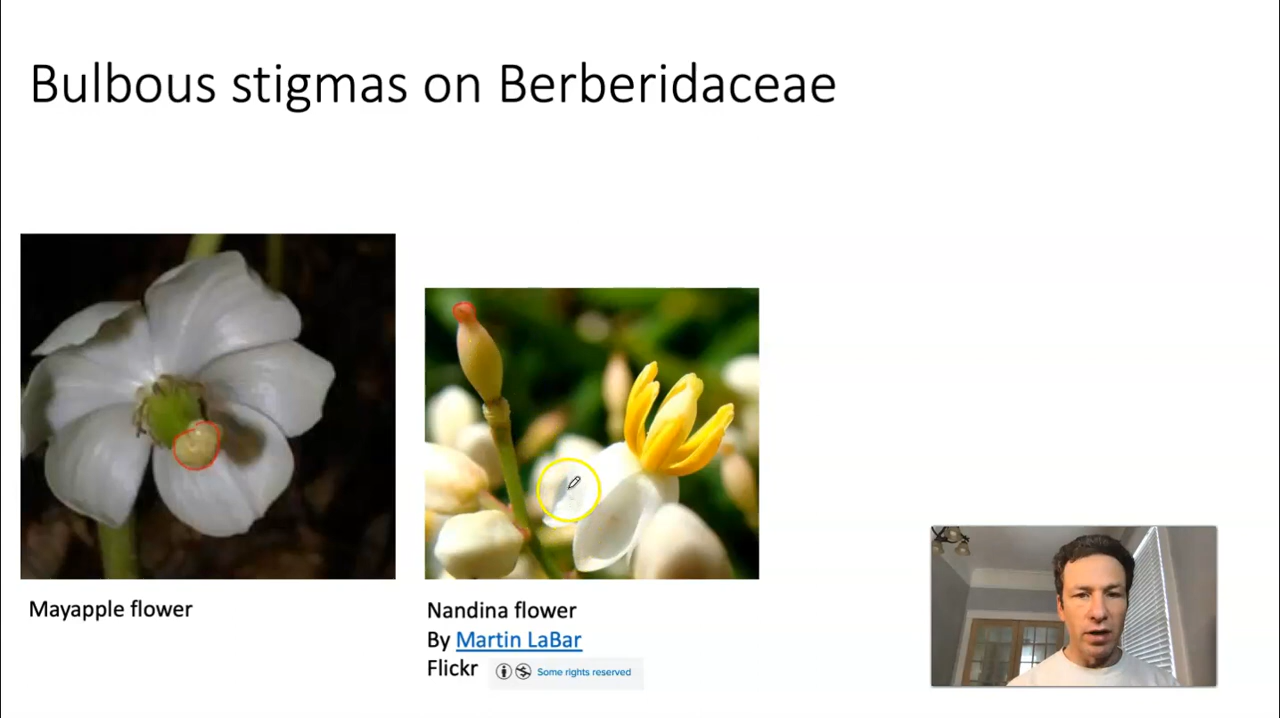 Bulbous stigmas on Berberidaceae
Mayapple flower
Nandina flower
By Martin LaBar
Flickr Some rights reserved